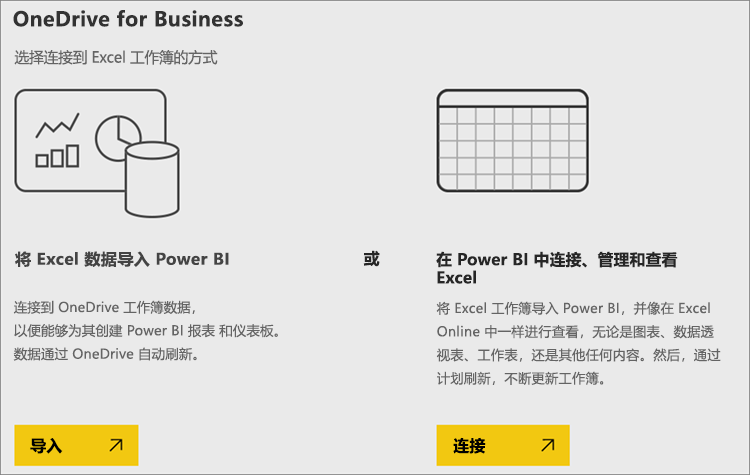 OneDrive for Business
选择连接到 Excel 工作簿的方式
将 Excel 数据导入 Power BI
或
在 Power BI 中连接、管理和查看
Excel
连接到 OneDrive 工作簿数据，
以便能够为其创建 Power BI 报表 和仪表板。
数据通过 OneDrive 自动刷新。
将 Excel 工作簿导入 Power BI，并像在 Excel
Online 中一样进行查看，无论是图表、数据透
视表、工作表，还是其他任何内容。然后，通过
计划刷新，不断更新工作簿。
导入
连接